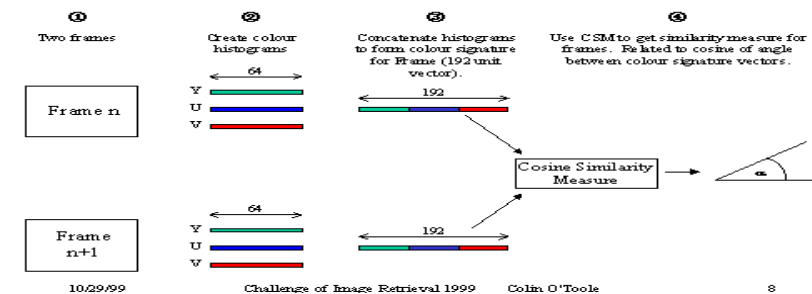 ①
Two frames
②
Create colour
histograms
③
Concatenate histograms
to form colour signature
for Frame (192 unit
vector).
④
Use CSM to get similarity measure for
frames. Related to cosine of angle
between colour signature vectors.
Frame n
64
Y
U
V
192
Cosine Similarity
Measure
α
Frame
n+1
64
Y
U
V
192
10/29/99
Challenge of Image Retrieval 1999
Colin O'Toole
8